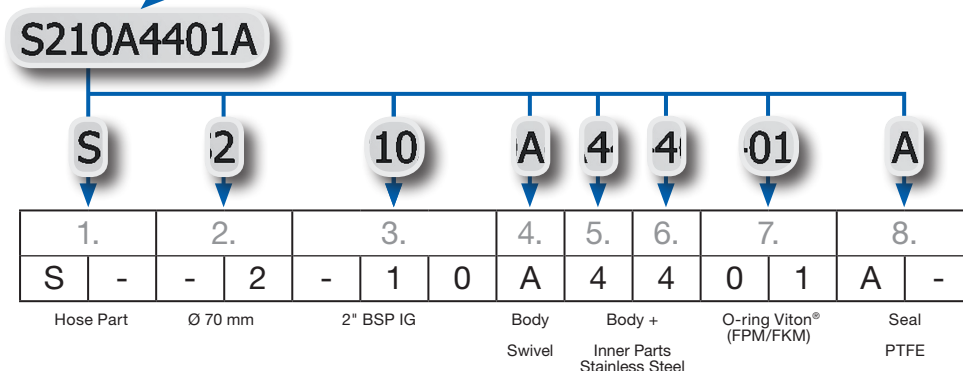 S210A4401A
S 2 10 A 4 4 01 A
1. 2. 3. 4. 5. 6. 7. 8.
S - - 2 - 1 0 A 4 4 0 1 A -
Hose Part Ø 70 mm 2" BSP IG Body Body + O-ring Viton® Seal
(FPM/FKM)
Swivel Inner Parts PTFE
Stainless Steel